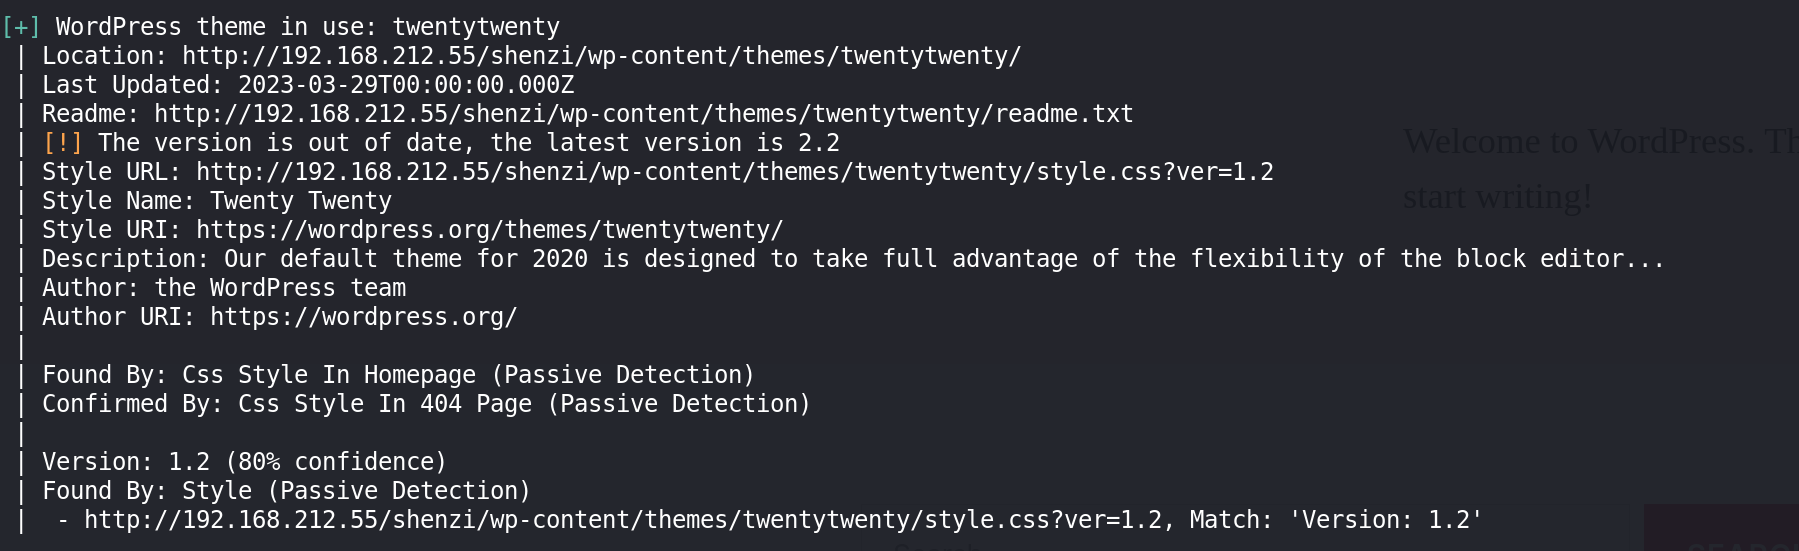 [+] WordPress theme in use: twentytwenty
| Location: http://192.168.212.55/shenzi/wp-content/themes/twentytwenty/
| Last Updated: 2023-03-29T00:00:00.000Z
| Readme: http://192.168.212.55/shenzi/wp-content/themes/twentytwenty/readme.txt
| [!] The version is out of date, the latest version is 2.2
Welcome to WordPress. Th
| Style URL: http://192.168.212.55/shenzi/wp-content/themes/twentytwenty/style.css?ver=1.2
| Style Name: Twenty Twenty
start writing!
| Style URI: https://wordpress.org/themes/twentytwenty/
| Description: Our default theme for 2020 is designed to take full advantage of the flexibility of the block editor...
| Author: the WordPress team
| Author URI: https://wordpress.org/
|
| Found By: Css Style In Homepage (Passive Detection)
| Confirmed By: Css Style In 404 Page (Passive Detection)
|
| Version: 1.2 (80% confidence)
| Found By: Style (Passive Detection)
|  - http://192.168.212.55/shenzi/wp-content/themes/twentytwenty/style.css?ver=1.2, Match: 'Version: 1.2'